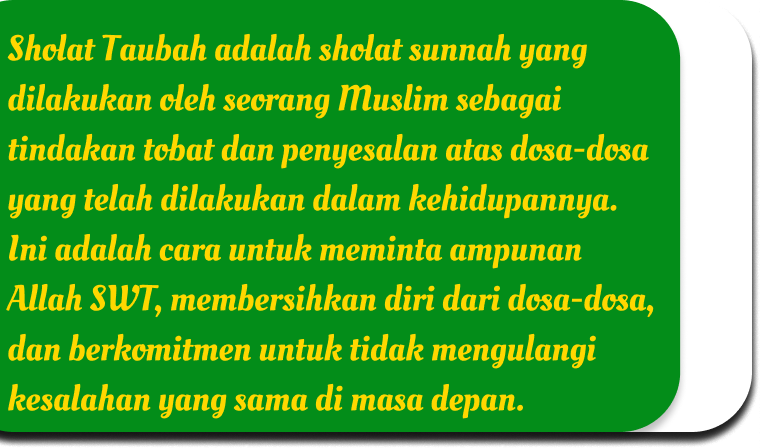 Sholat Taubah adalah sholat sunnah yang
dilakukan oleh seorang Muslim sebagai
tindakan tobat dan penyesalan atas dosa-dosa
yang telah dilakukan dalam kehidupannya.
Ini adalah cara untuk meminta ampunan
Allah SWT, membersihkan diri dari dosa-dosa,
dan berkomitmen untuk tidak mengulangi
kesalahan yang sama di masa depan.